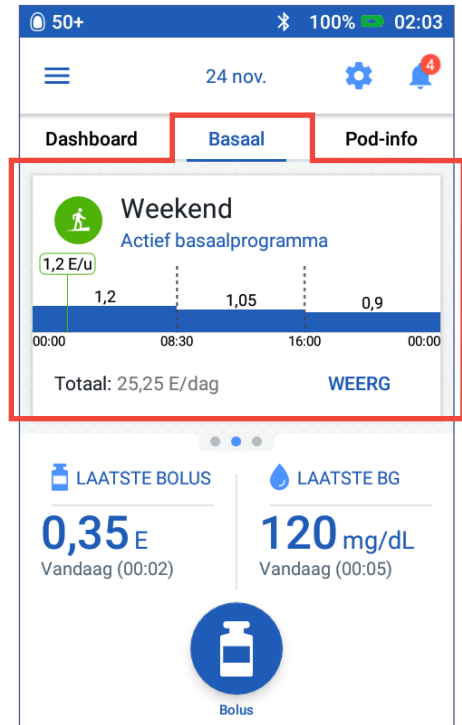 50+ 100% 02:03
24 nov. 4
Dashboard Basaal Pod-info
Weekend
Actief basaalprogramma
1,2 E/u
1,2 1,05 0,9
00:00 08:30 16:00 00:00
Totaal: 25,25 E/dag WEERG
LAATSTE BOLUS LAATSTE BG
0,35 E 120 mg/dL
Vandaag (00:02) Vandaag (00:05)
Bolus